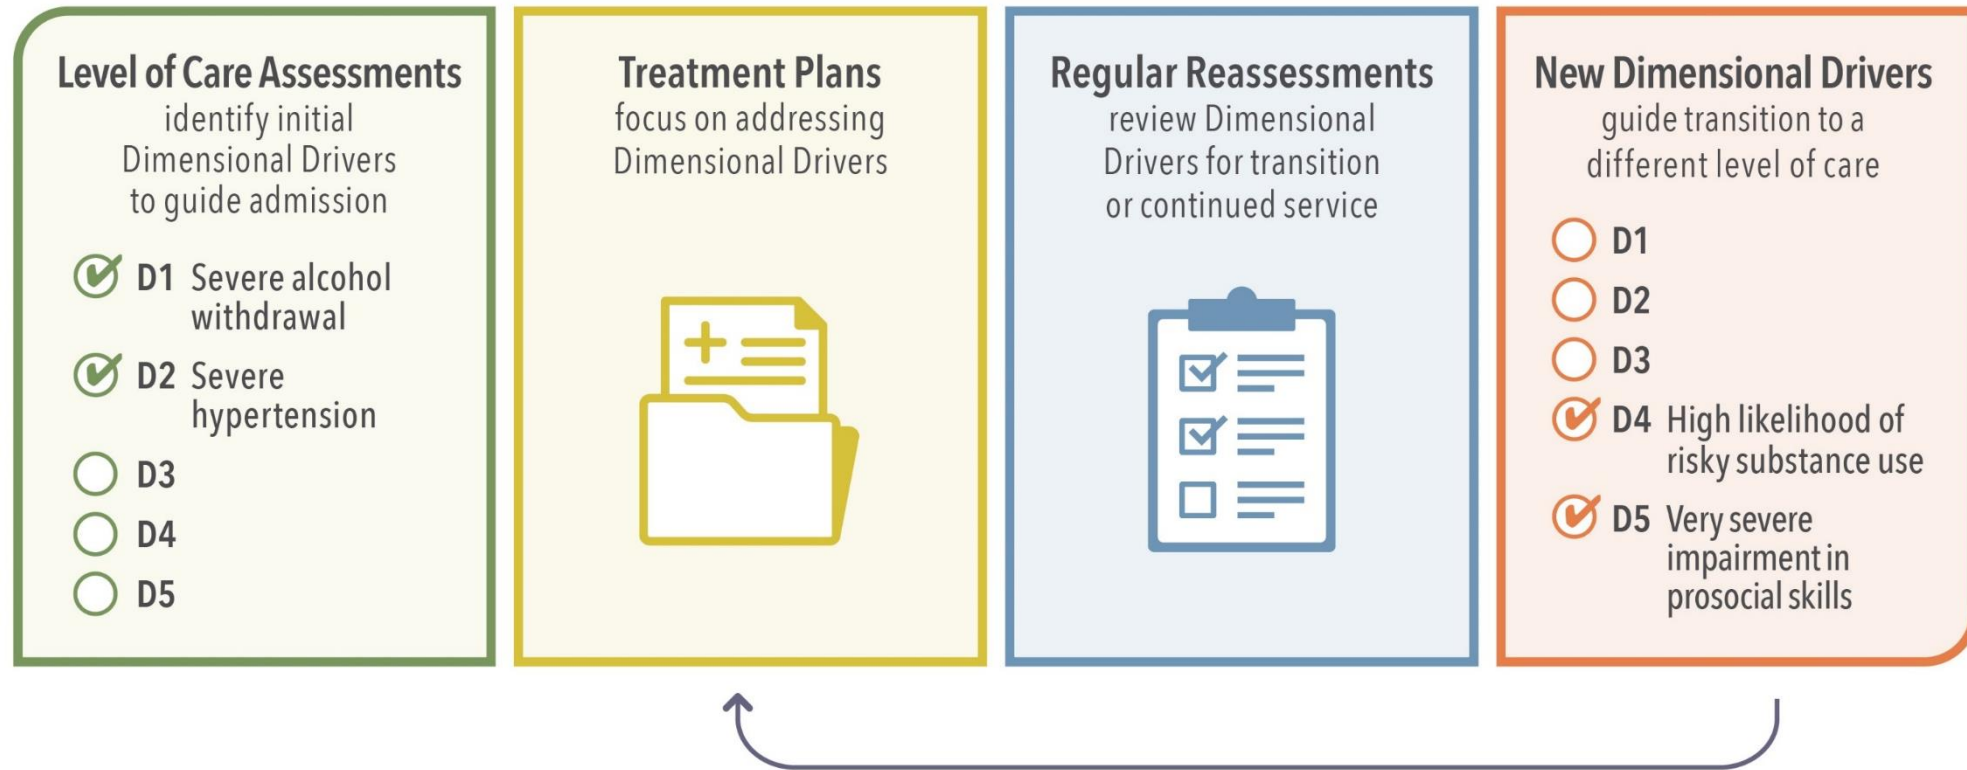 Level of Care Assessments
identify initial
Dimensional Drivers
to guide admission
D1 Severe alcohol
withdrawal
D2 Severe
hypertension
D3
D4
D5
Treatment Plans
focus on addressing
Dimensional Drivers
Regular Reassessments
review Dimensional
Drivers for transition
or continued service
New Dimensional Drivers
guide transition to a
different level of care
D1
D2
D3
D4 High likelihood of
risky substance use
D5 Very severe
impairment in
prosocial skills